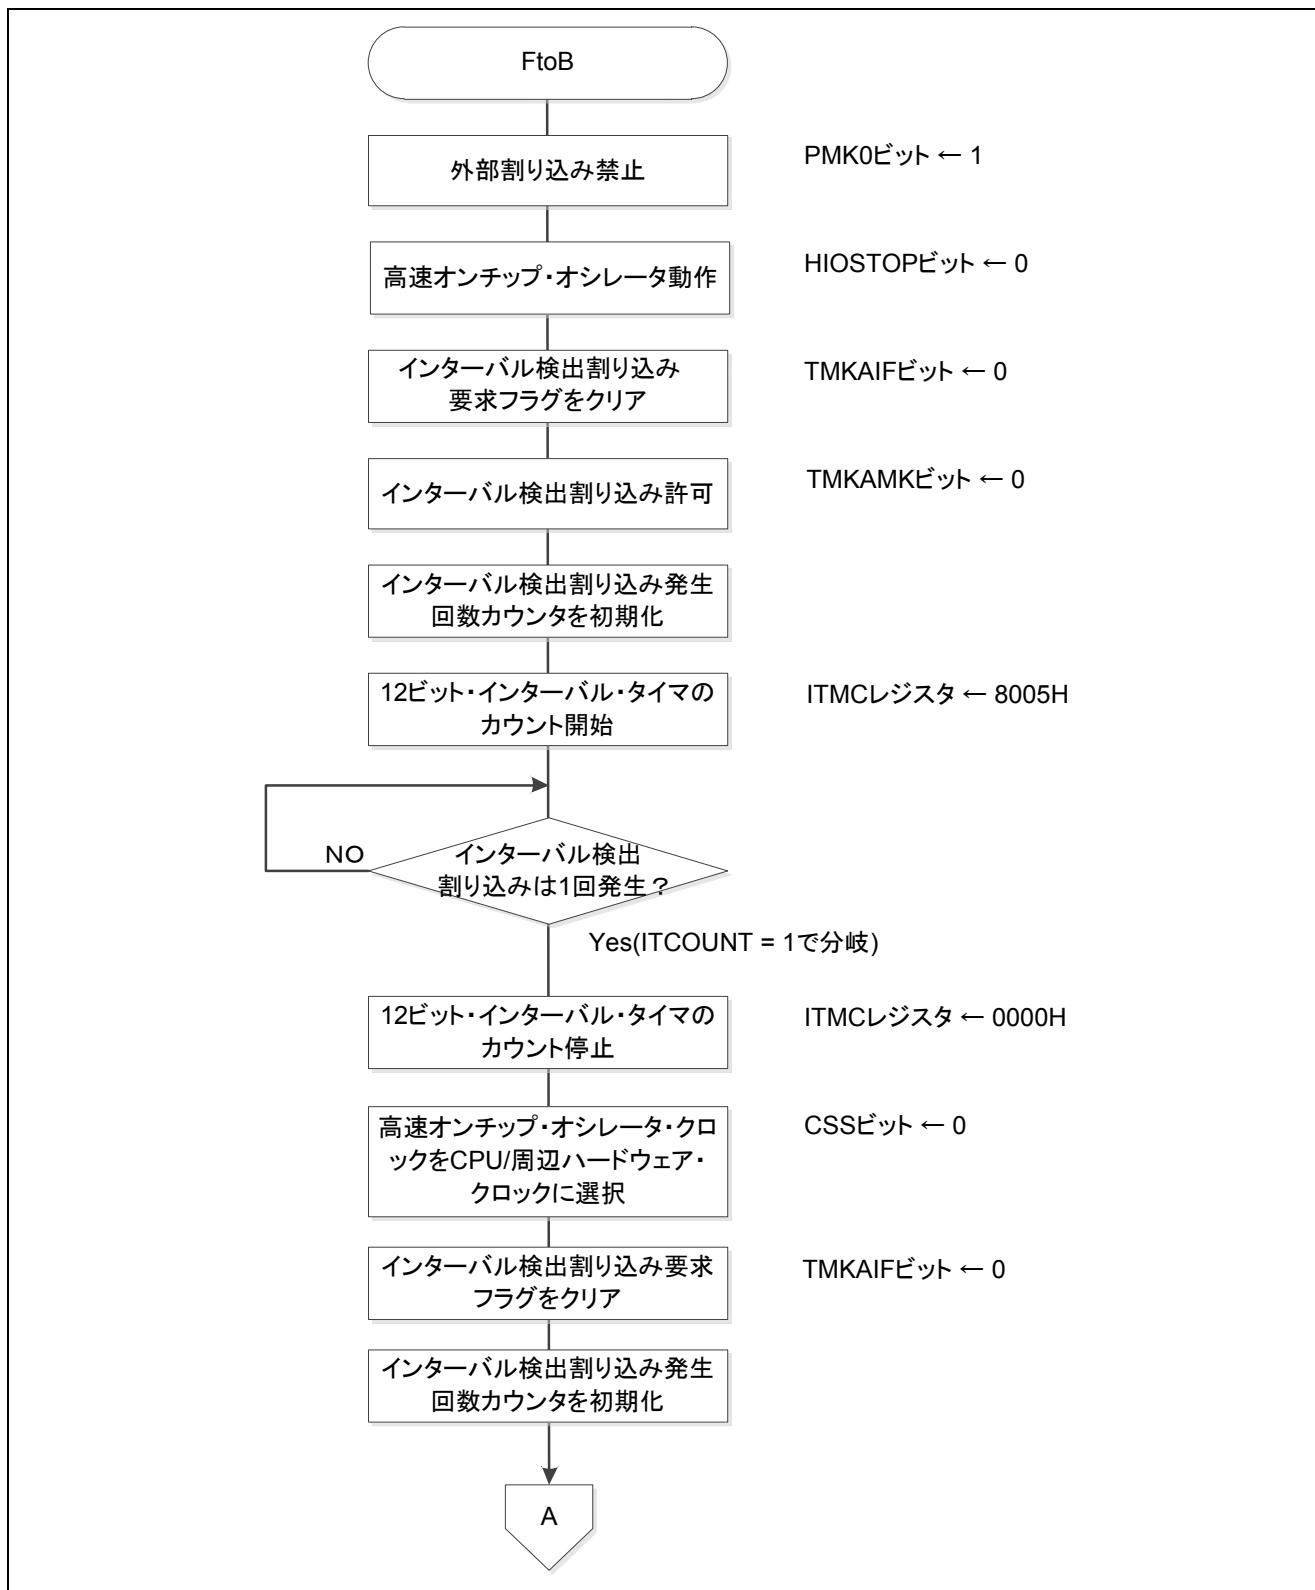 FtoB
外部割り込み禁止
PMK0ビット ← 1
高速オンチップ・オシレータ動作
HIOSTOPビット ← 0
インターバル検出割り込み
要求フラグをクリア
TMKAIFビット ← 0
インターバル検出割り込み許可
TMKAMKビット ← 0
インターバル検出割り込み発生
回数カウンタを初期化
12ビット・インターバル・タイマの
カウント開始
ITMCレジスタ ← 8005H
NO
インターバル検出
割り込みは1回発生？
Yes(ITCOUNT = 1で分岐)
12ビット・インターバル・タイマの
カウント停止
ITMCレジスタ ← 0000H
高速オンチップ・オシレータ・クロ
ックをCPU/周辺ハードウェア・
クロックに選択
CSSビット ← 0
インターバル検出割り込み要求
フラグをクリア
TMKAIFビット ← 0
インターバル検出割り込み発生
回数カウンタを初期化
A